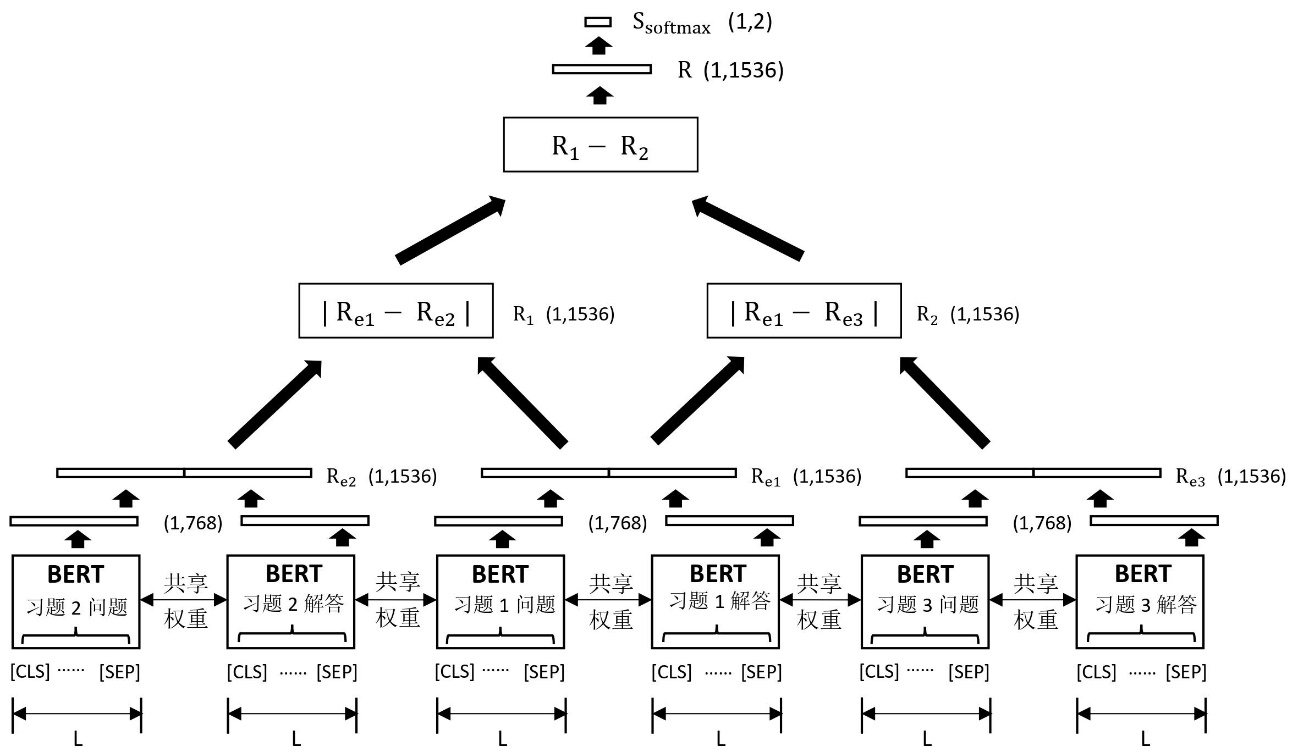 S_softmax (1,2)
R (1,1536)
R₁ − R₂
| R_e1 − R_e2 | R₁ (1,1536) | R_e1 − R_e3 | R₂ (1,1536)
R_e2 (1,1536) R_e1 (1,1536) R_e3 (1,1536)
(1,768) (1,768) (1,768)
BERT BERT BERT BERT BERT BERT
共享 共享 共享 共享 共享
习题 2 问题 习题 2 解答 习题 1 问题 习题 1 解答 习题 3 问题 习题 3 解答
权重 权重 权重 权重 权重
[CLS] ······ [SEP] [CLS] ······ [SEP] [CLS] ······ [SEP] [CLS] ······ [SEP] [CLS] ······ [SEP] [CLS] ······ [SEP]
L L L L L L